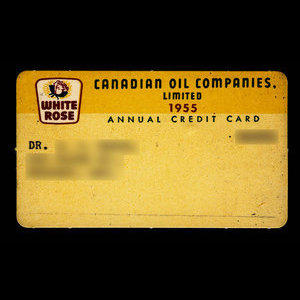 WHITE
ROSE
CANADIAN OIL COMPANIES,
LIMITED
1955
ANNUAL CREDIT CARD
DR.